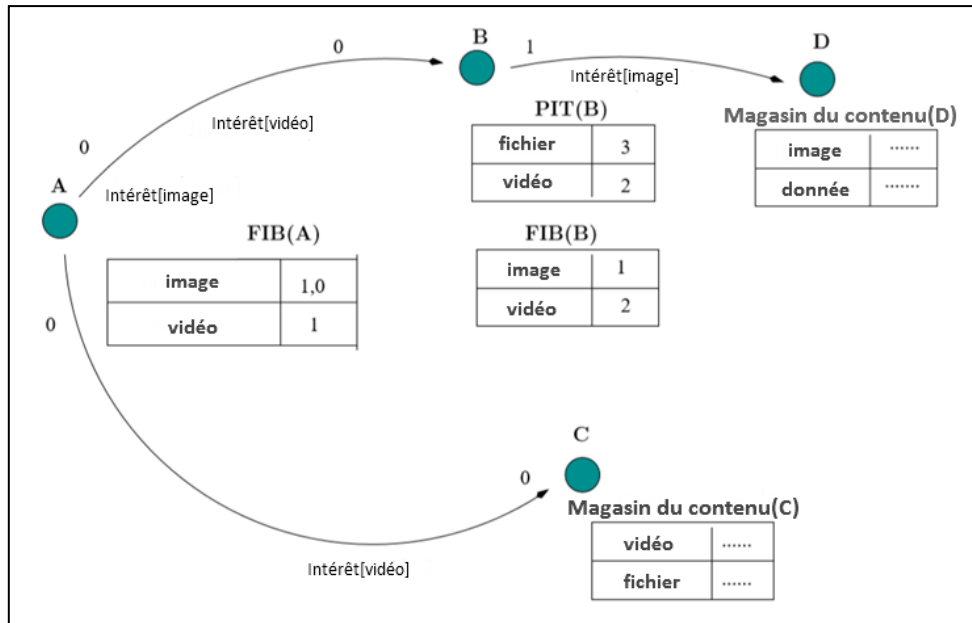 B
D
0
1
Intérêt[image]
Intérêt[vidéo]
PIT(B)
fichier 3
vidéo 2
Magasin du contenu(D)
image ......
donnée .......
0
A
Intérêt[image]
FIB(A)
image 1,0
vidéo 1
FIB(B)
image 1
vidéo 2
0
C
0
Magasin du contenu(C)
vidéo ......
fichier ......
Intérêt[vidéo]